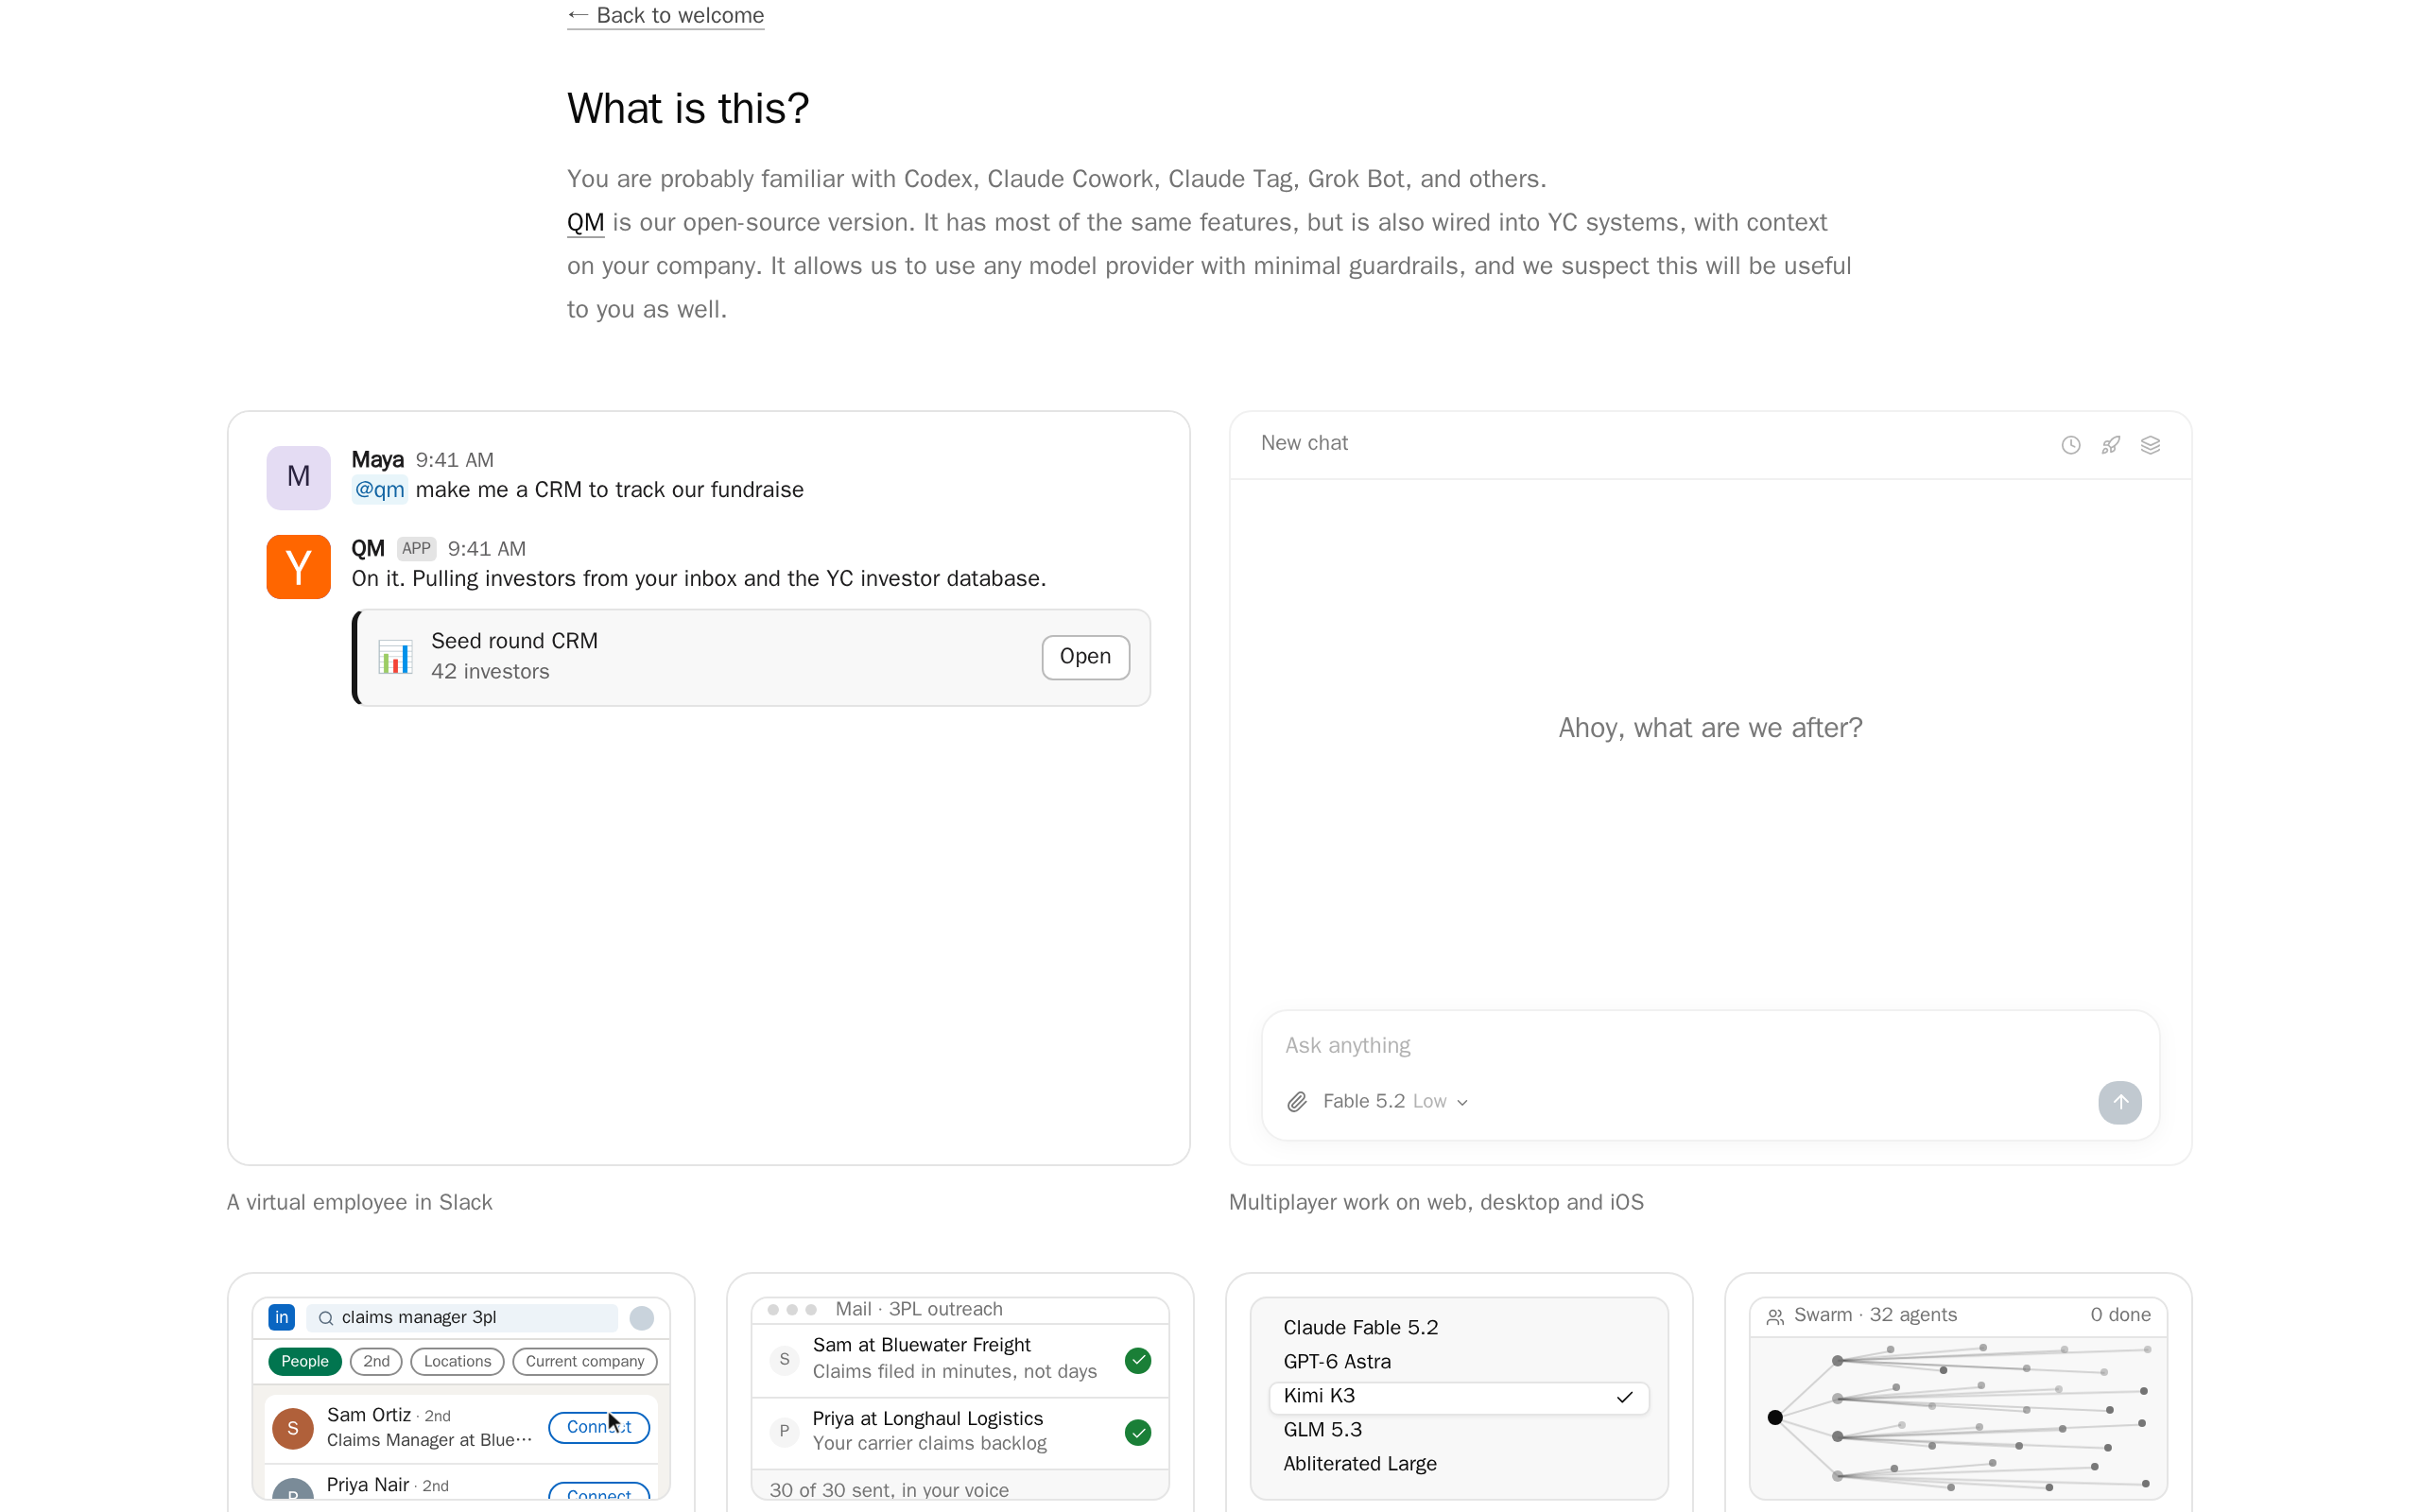 ← Back to welcome
What is this?
You are probably familiar with Codex, Claude Cowork, Claude Tag, Grok Bot, and others.
QM is our open-source version. It has most of the same features, but is also wired into YC systems, with context
on your company. It allows us to use any model provider with minimal guardrails, and we suspect this will be useful
to you as well.
M
Maya 9:41 AM
@qm make me a CRM to track our fundraise
Y
QM APP 9:41 AM
On it. Pulling investors from your inbox and the YC investor database.
Seed round CRM
42 investors
Open
A virtual employee in Slack
New chat
Ahoy, what are we after?
Ask anything
Fable 5.2 Low
Multiplayer work on web, desktop and iOS
in
claims manager 3pl
People
2nd
Locations
Current company
S
Sam Ortiz · 2nd
Claims Manager at Blue···
Connect
P
Priya Nair · 2nd
Connect
Mail · 3PL outreach
S
Sam at Bluewater Freight
Claims filed in minutes, not days
P
Priya at Longhaul Logistics
Your carrier claims backlog
30 of 30 sent, in your voice
Claude Fable 5.2
GPT-6 Astra
Kimi K3
GLM 5.3
Abliterated Large
Swarm · 32 agents
0 done